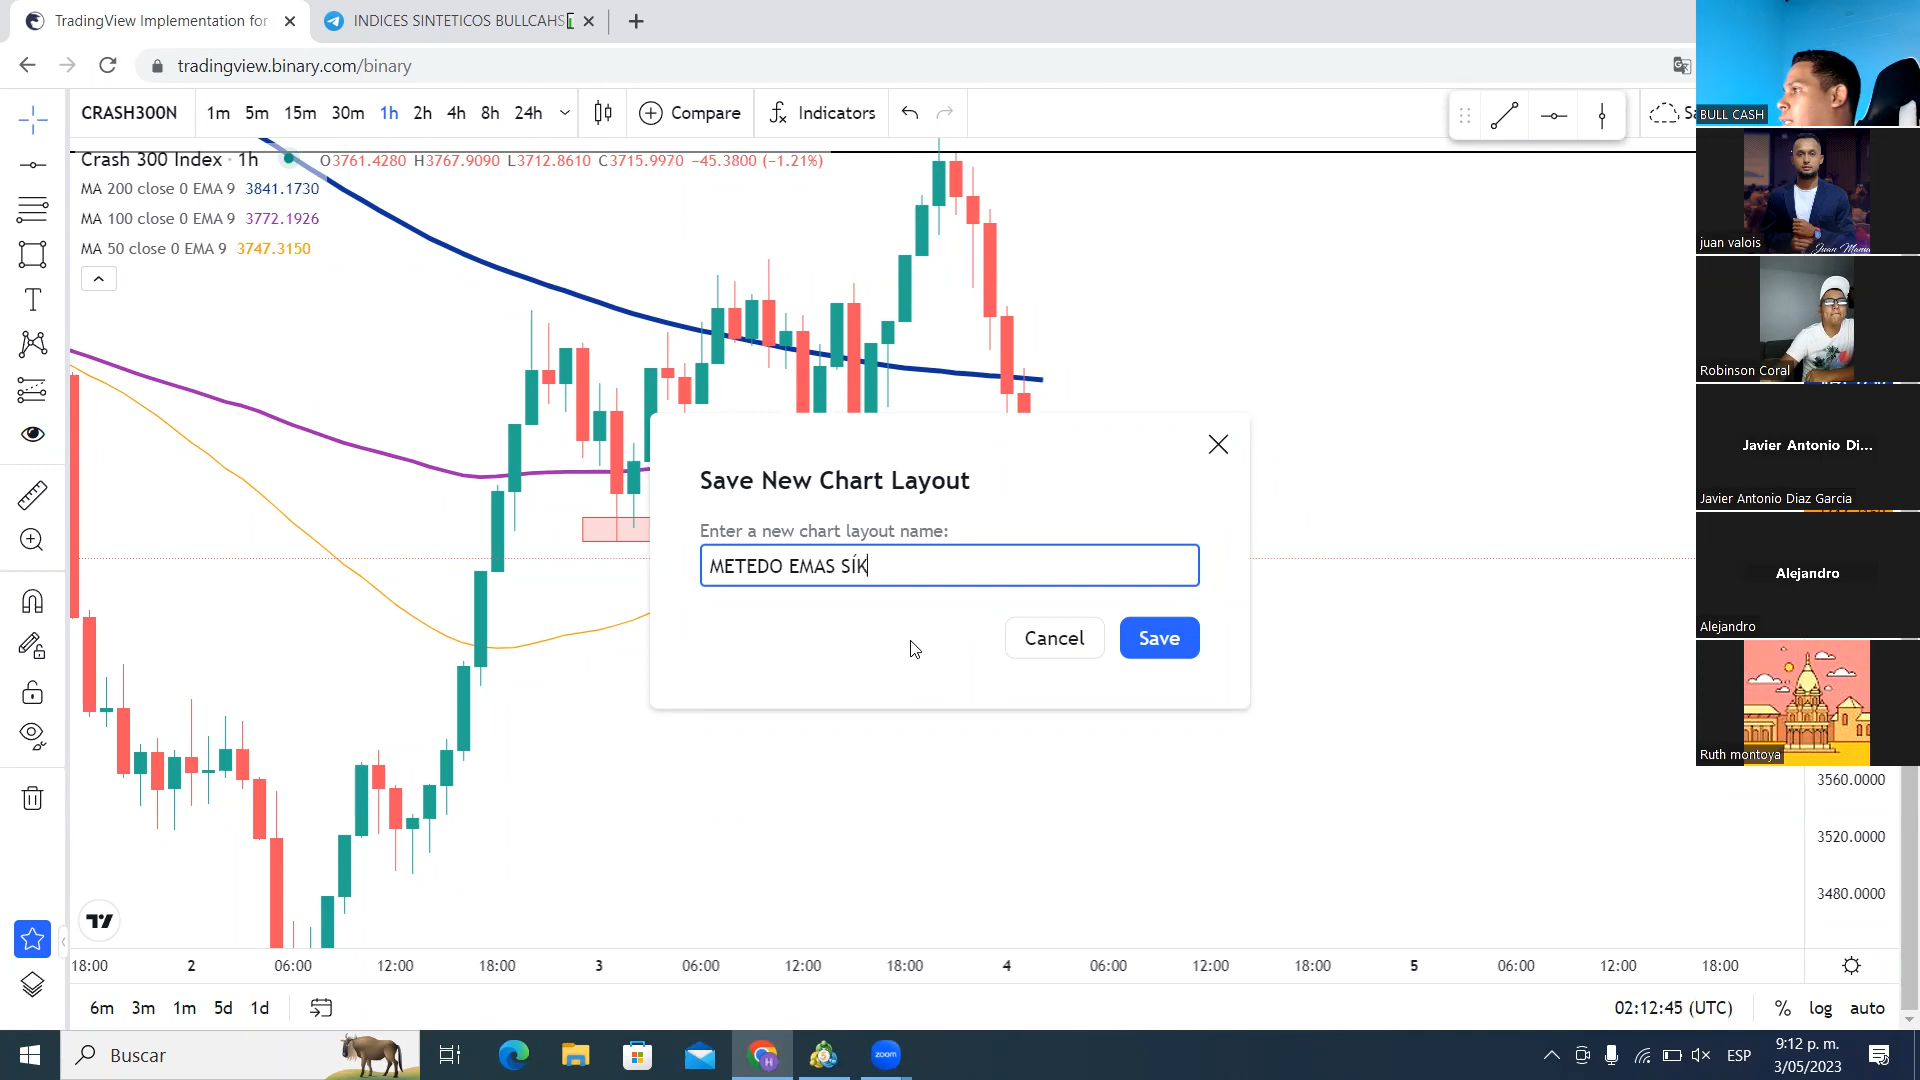 TradingView Implementation for
INDICES SINTETICOS BULLCAHS
tradingview.binary.com/binary
CRASH300N 1m 5m 15m 30m 1h 2h 4h 8h 24h Compare Indicators
Crash 300 Index · 1h O3761.4280 H3767.9090 L3712.8610 C3715.9970 −45.3800 (−1.21%)
MA 200 close 0 EMA 9 3841.1730
MA 100 close 0 EMA 9 3772.1926
MA 50 close 0 EMA 9 3747.3150
Save New Chart Layout
Enter a new chart layout name:
METEDO EMAS SÍK
Cancel Save
BULL CASH
juan valois
Juan Manu
Robinson Coral
Javier Antonio Di...
Javier Antonio Diaz Garcia
Alejandro
Alejandro
Ruth montoya
3560.0000
3520.0000
3480.0000
18:00 2 06:00 12:00 18:00 3 06:00 12:00 18:00 4 06:00 12:00 18:00 5 06:00 12:00 18:00
6m 3m 1m 5d 1d 02:12:45 (UTC) % log auto
Buscar
zoom
ESP
9:12 p. m.
3/05/2023